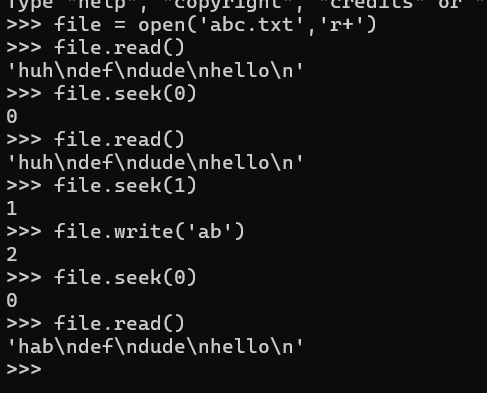 Type "help", "copyright", "credits" or "
>>> file = open('abc.txt','r+')
>>> file.read()
'huh\ndef\ndude\nhello\n'
>>> file.seek(0)
0
>>> file.read()
'huh\ndef\ndude\nhello\n'
>>> file.seek(1)
1
>>> file.write('ab')
2
>>> file.seek(0)
0
>>> file.read()
'hab\ndef\ndude\nhello\n'
>>>